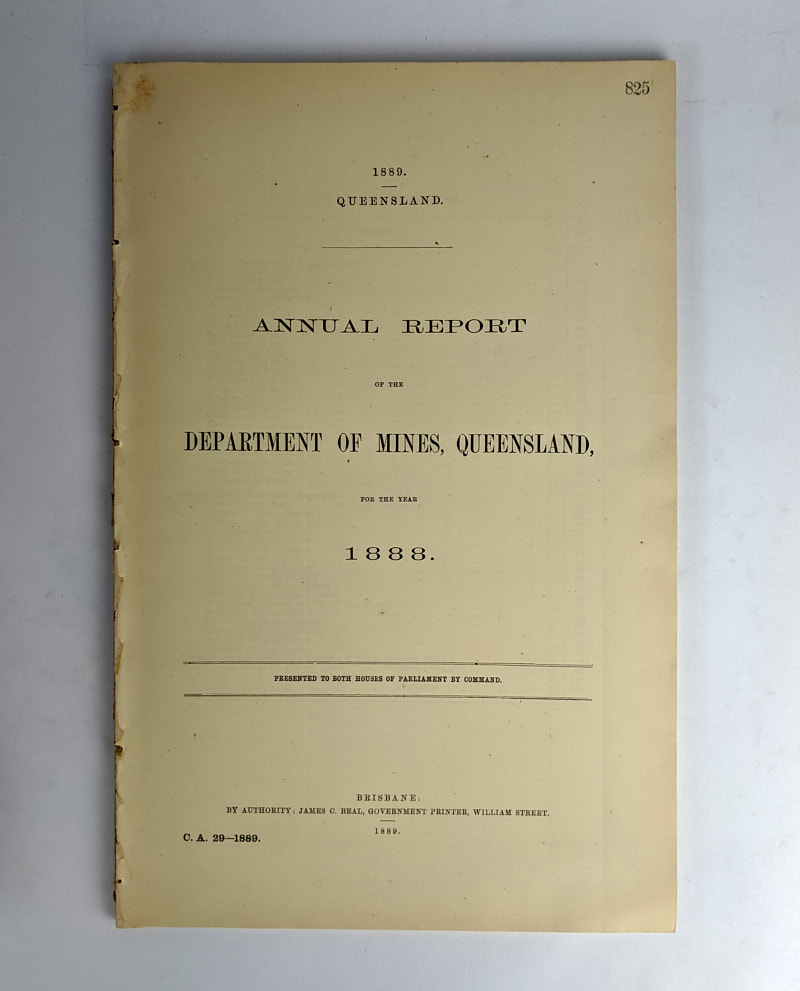 825
1889.
QUEENSLAND.
ANNUAL REPORT
OF THE
DEPARTMENT OF MINES, QUEENSLAND,
FOR THE YEAR
1888.
PRESENTED TO BOTH HOUSES OF PARLIAMENT BY COMMAND.
BRISBANE:
BY AUTHORITY: JAMES C. BEAL, GOVERNMENT PRINTER, WILLIAM STREET.
1889.
C. A. 29—1889.